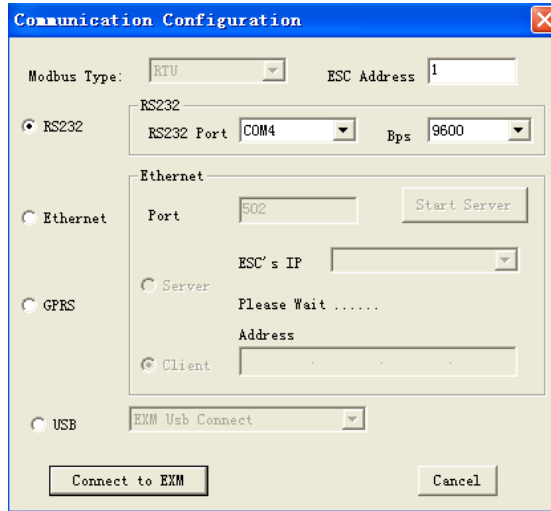 Communication Configuration
Modbus Type: RTU ESC Address 1
RS232
RS232 RS232 Port COM4 Bps 9600
Ethernet
Ethernet Port 502 Start Server
ESC's IP
Server
GPRS Please Wait ......
Address
Client . . .
USB EXM Usb Connect
Connect to EXM Cancel